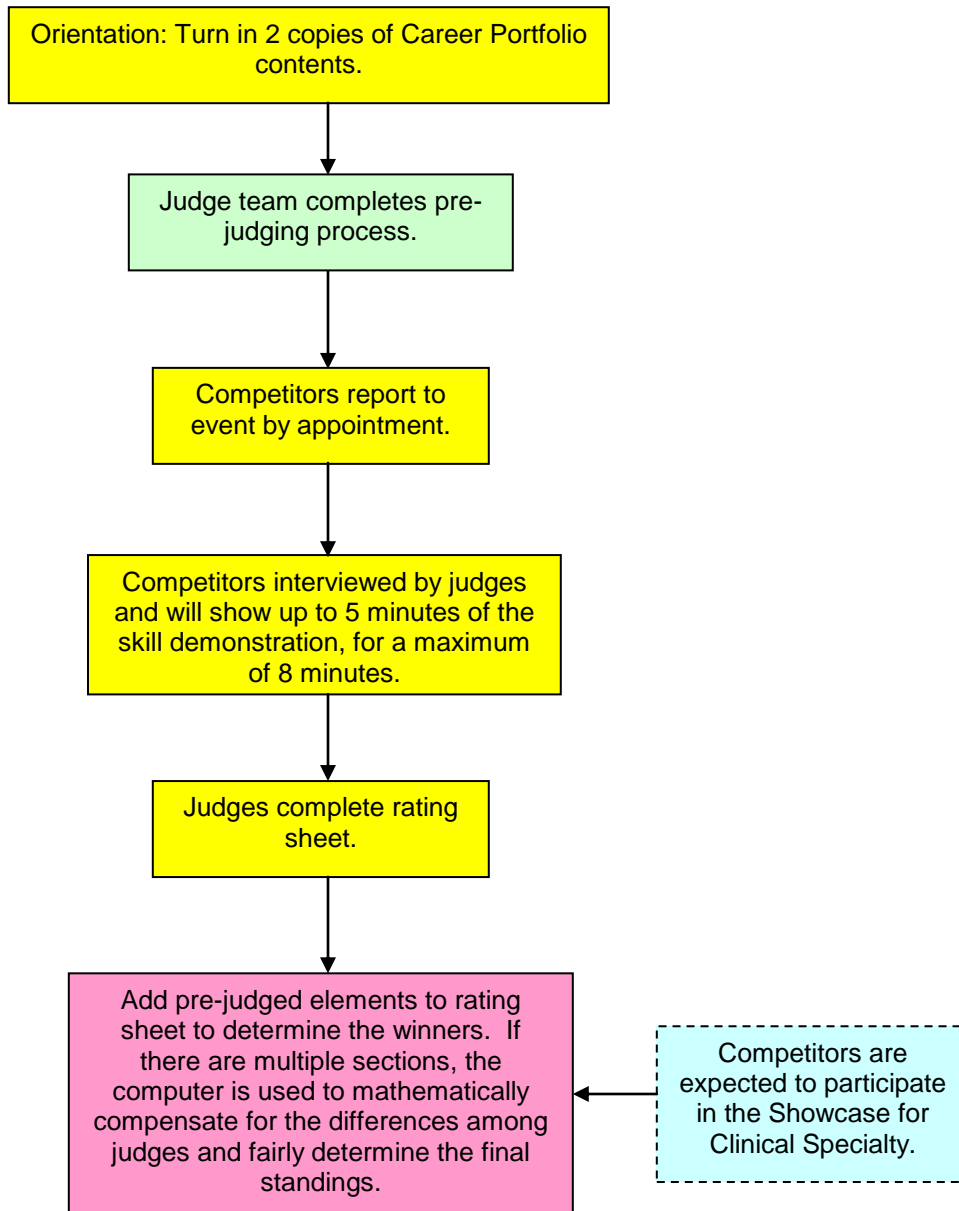 Orientation: Turn in 2 copies of Career Portfolio
contents.
Judge team completes pre-
judging process.
Competitors report to
event by appointment.
Competitors interviewed by judges
and will show up to 5 minutes of the
skill demonstration, for a maximum
of 8 minutes.
Judges complete rating
sheet.
Add pre-judged elements to rating
sheet to determine the winners.  If
there are multiple sections, the
computer is used to mathematically
compensate for the differences among
judges and fairly determine the final
standings.
Competitors are
expected to participate
in the Showcase for
Clinical Specialty.